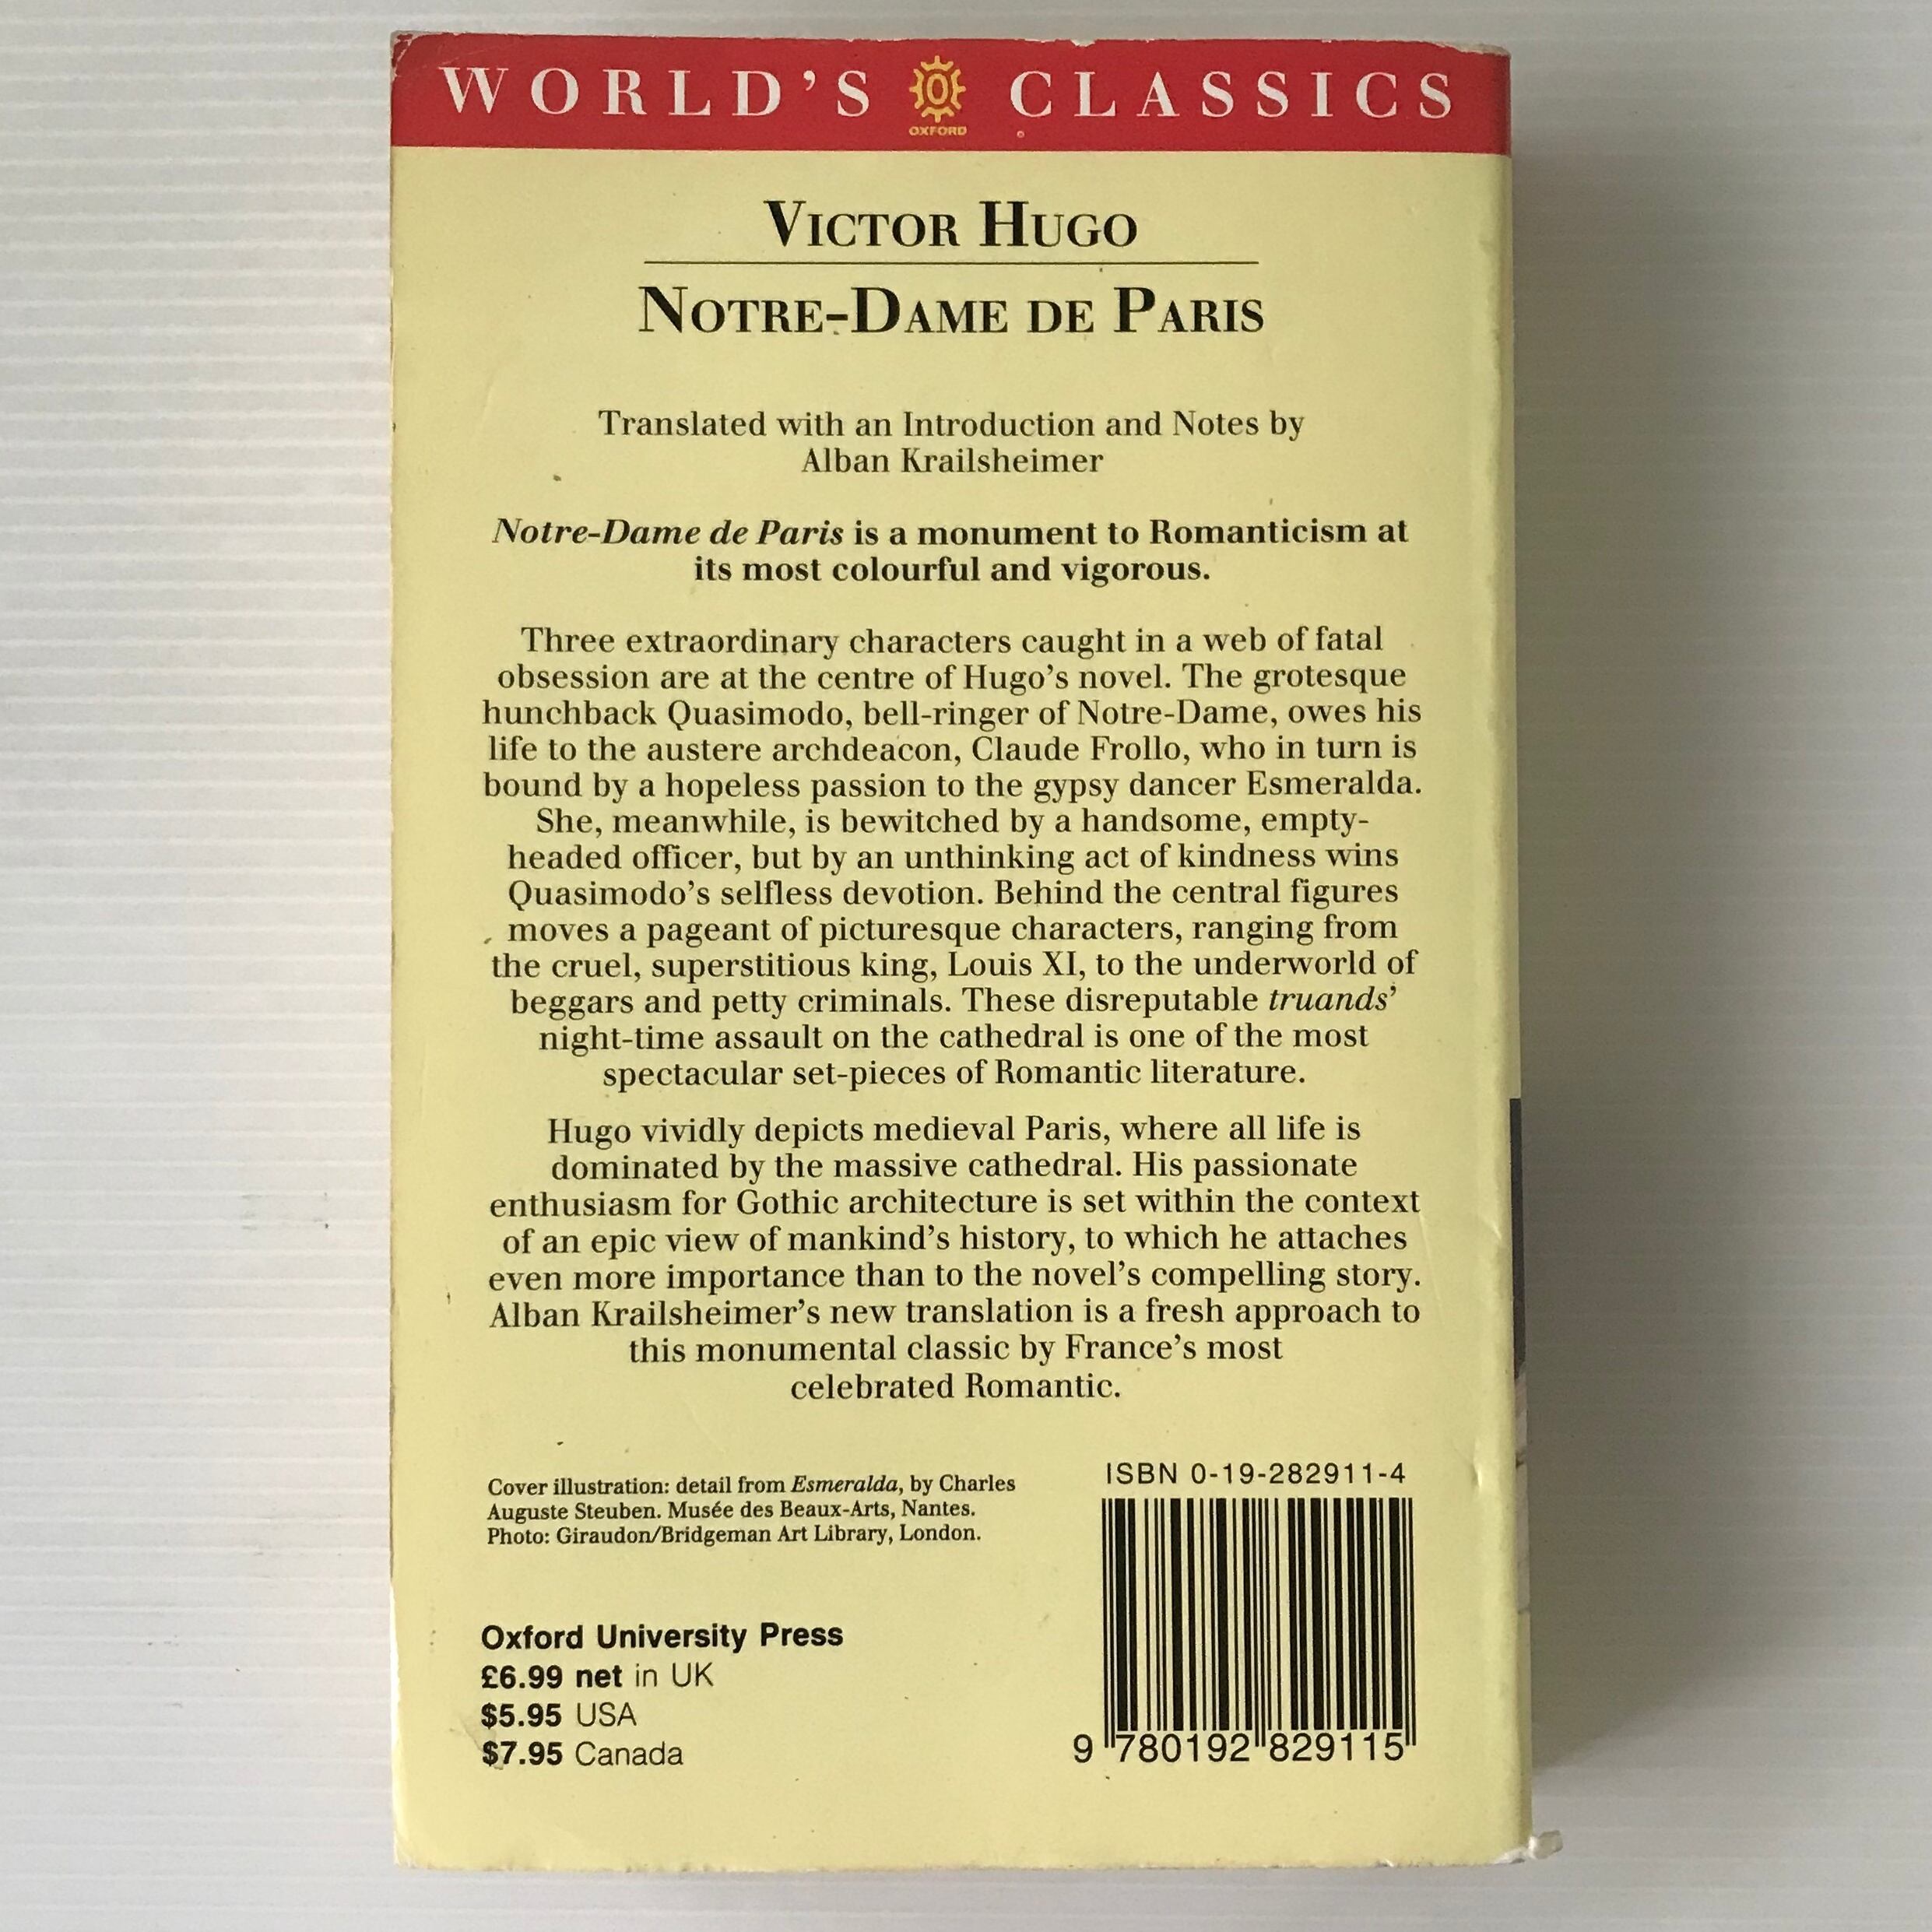 WORLD'S OXFORD CLASSICS
VICTOR HUGO
NOTRE-DAME DE PARIS
Translated with an Introduction and Notes by
Alban Krailsheimer
Notre-Dame de Paris is a monument to Romanticism at
its most colourful and vigorous.
Three extraordinary characters caught in a web of fatal
obsession are at the centre of Hugo's novel. The grotesque
hunchback Quasimodo, bell-ringer of Notre-Dame, owes his
life to the austere archdeacon, Claude Frollo, who in turn is
bound by a hopeless passion to the gypsy dancer Esmeralda.
She, meanwhile, is bewitched by a handsome, empty-
headed officer, but by an unthinking act of kindness wins
Quasimodo's selfless devotion. Behind the central figures
moves a pageant of picturesque characters, ranging from
the cruel, superstitious king, Louis XI, to the underworld of
beggars and petty criminals. These disreputable truands'
night-time assault on the cathedral is one of the most
spectacular set-pieces of Romantic literature.
Hugo vividly depicts medieval Paris, where all life is
dominated by the massive cathedral. His passionate
enthusiasm for Gothic architecture is set within the context
of an epic view of mankind's history, to which he attaches
even more importance than to the novel's compelling story.
Alban Krailsheimer's new translation is a fresh approach to
this monumental classic by France's most
celebrated Romantic.
Cover illustration: detail from Esmeralda, by Charles
Auguste Steuben. Musée des Beaux-Arts, Nantes.
Photo: Giraudon/Bridgeman Art Library, London.
Oxford University Press
£6.99 net in UK
$5.95 USA
$7.95 Canada
ISBN 0-19-282911-4
9 780192 829115